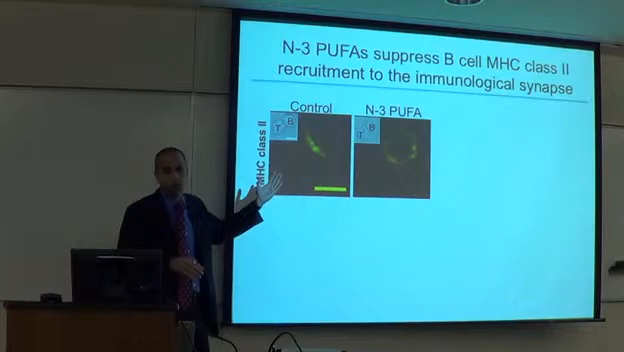 N-3 PUFAs suppress B cell MHC class II
recruitment to the immunological synapse
Control
N-3 PUFA
MHC class II
B
T
B
T